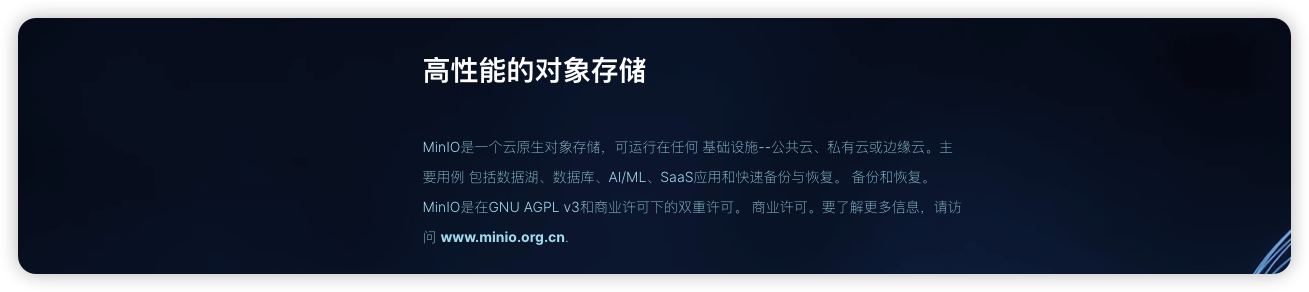 高性能的对象存储
MinIO是一个云原生对象存储，可运行在任何 基础设施--公共云、私有云或边缘云。主
要用例 包括数据湖、数据库、AI/ML、SaaS应用和快速备份与恢复。 备份和恢复。
MinIO是在GNU AGPL v3和商业许可下的双重许可。 商业许可。要了解更多信息，请访
问 www.minio.org.cn.